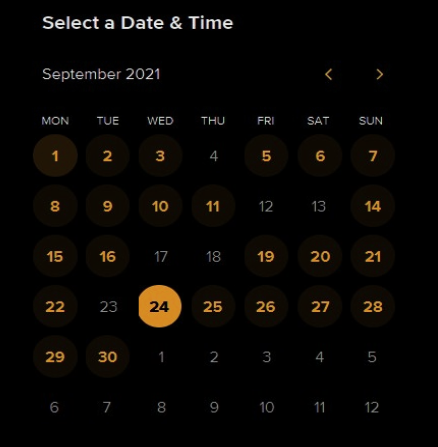 Select a Date & Time
September 2021 < >
MON TUE WED THU FRI SAT SUN
1 2 3 4 5 6 7
8 9 10 11 12 13 14
15 16 17 18 19 20 21
22 23 24 25 26 27 28
29 30 1 2 3 4 5
6 7 8 9 10 11 12